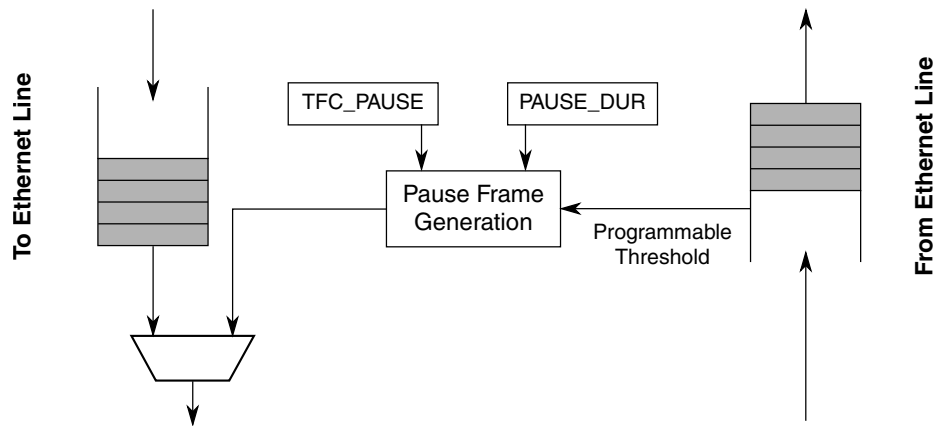 To Ethernet Line
TFC_PAUSE
PAUSE_DUR
Pause Frame
Generation
Programmable
Threshold
From Ethernet Line